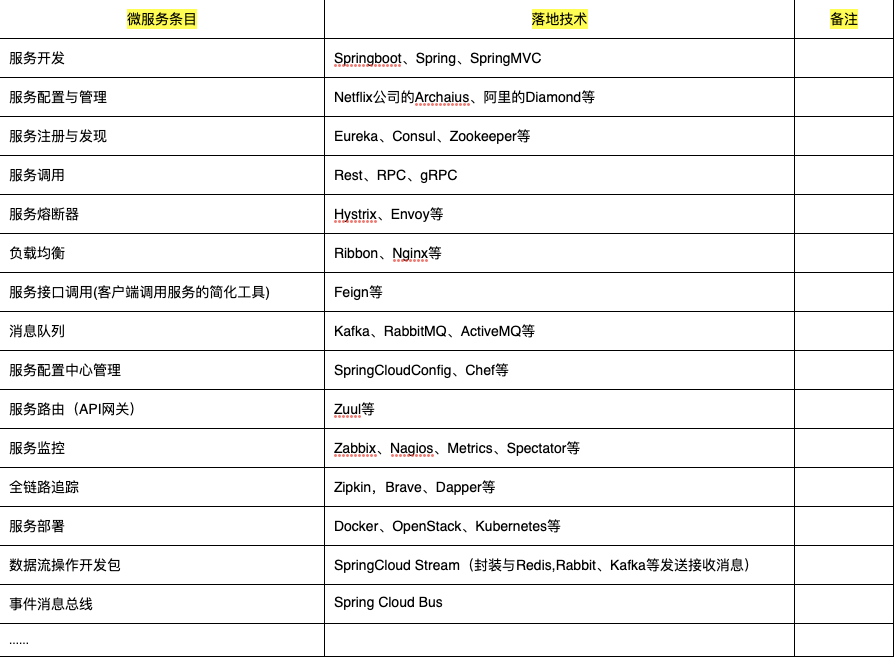 微服务条目 落地技术 备注
服务开发 Springboot、Spring、SpringMVC
服务配置与管理 Netflix公司的Archaius、阿里的Diamond等
服务注册与发现 Eureka、Consul、Zookeeper等
服务调用 Rest、RPC、gRPC
服务熔断器 Hystrix、Envoy等
负载均衡 Ribbon、Nginx等
服务接口调用(客户端调用服务的简化工具) Feign等
消息队列 Kafka、RabbitMQ、ActiveMQ等
服务配置中心管理 SpringCloudConfig、Chef等
服务路由（API网关） Zuul等
服务监控 Zabbix、Nagios、Metrics、Spectator等
全链路追踪 Zipkin，Brave、Dapper等
服务部署 Docker、OpenStack、Kubernetes等
数据流操作开发包 SpringCloud Stream（封装与Redis,Rabbit、Kafka等发送接收消息）
事件消息总线 Spring Cloud Bus
......